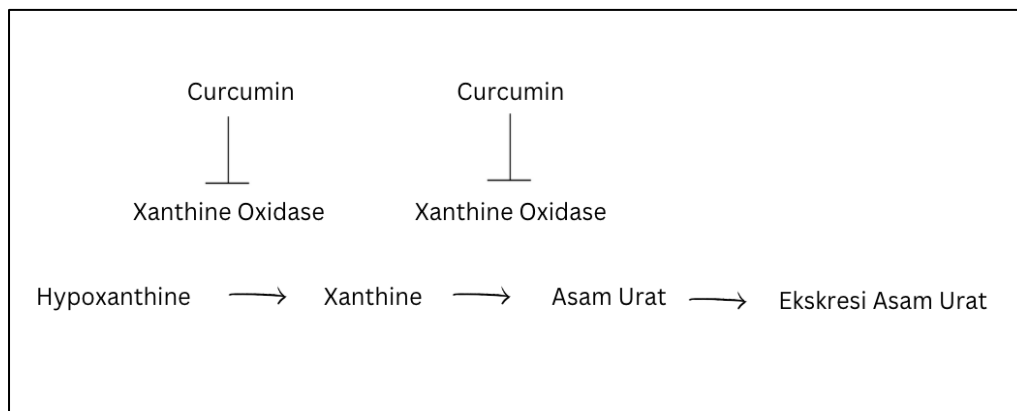 Curcumin Curcumin
Xanthine Oxidase Xanthine Oxidase
Hypoxanthine Xanthine Asam Urat Ekskresi Asam Urat